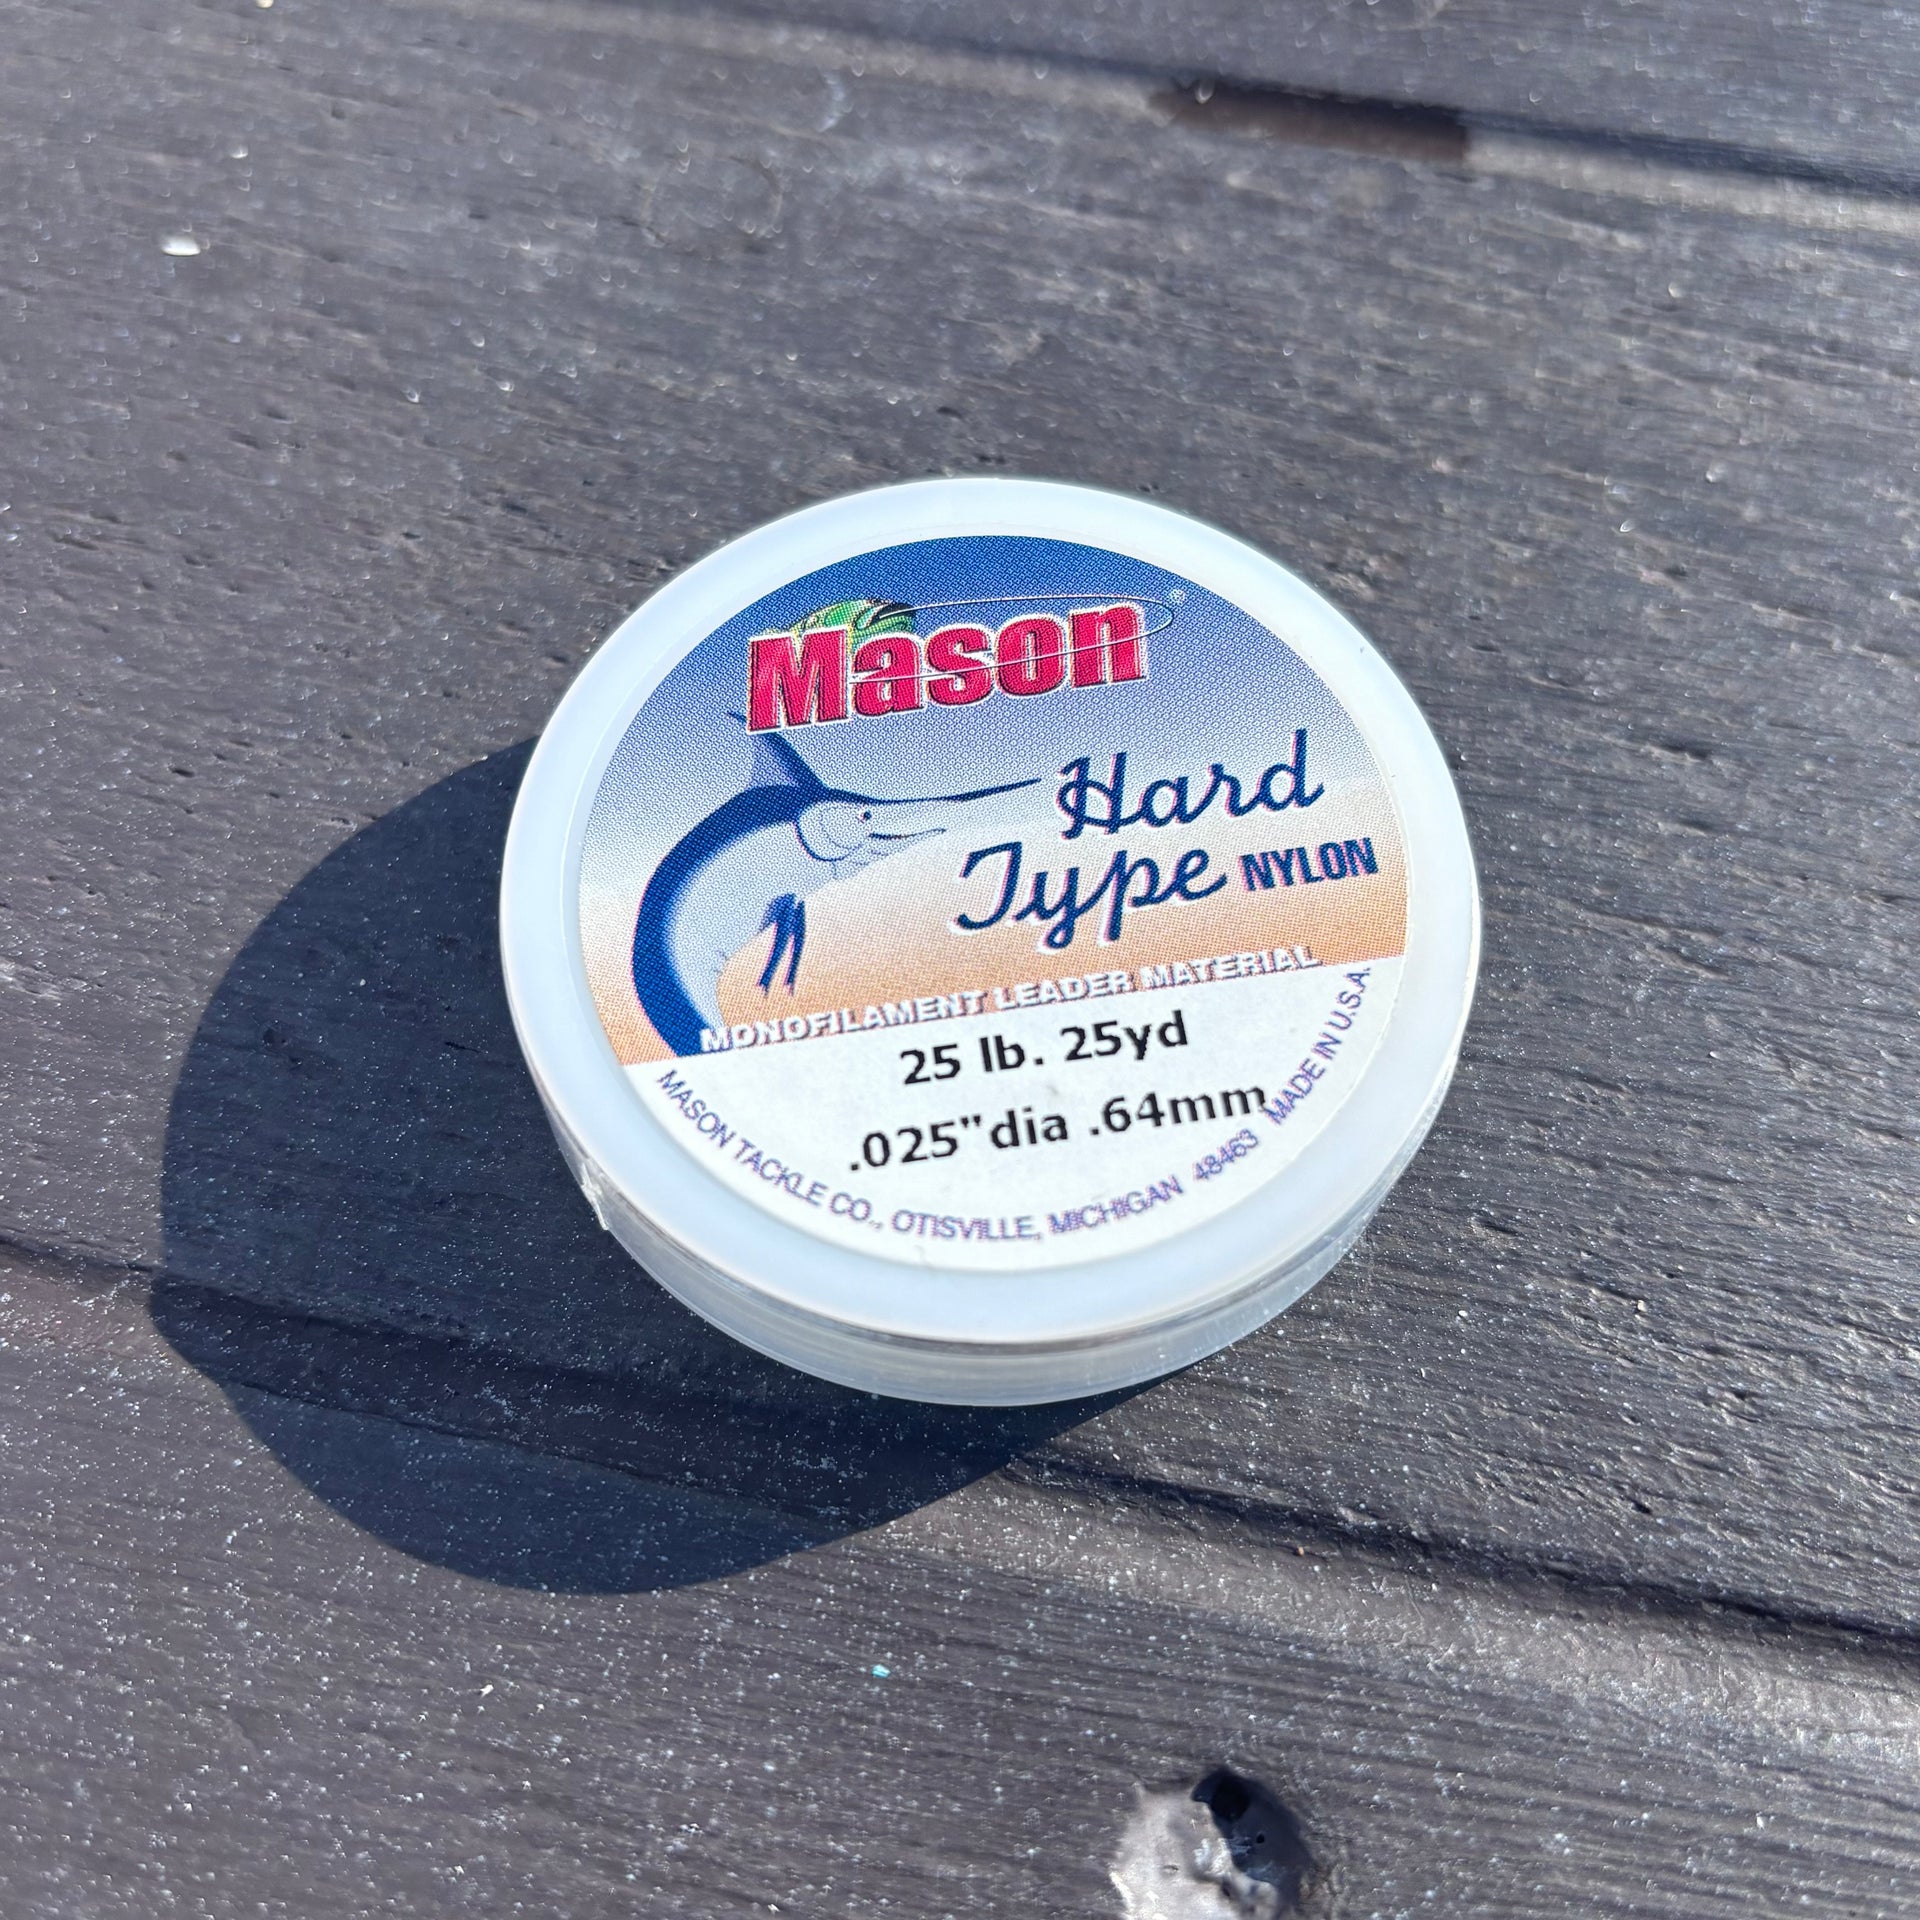 Mason®
Hard
Type NYLON
MONOFILAMENT LEADER MATERIAL
25 lb. 25yd
.025"dia .64mm
MASON TACKLE CO., OTISVILLE, MICHIGAN 48463 MADE IN U.S.A.